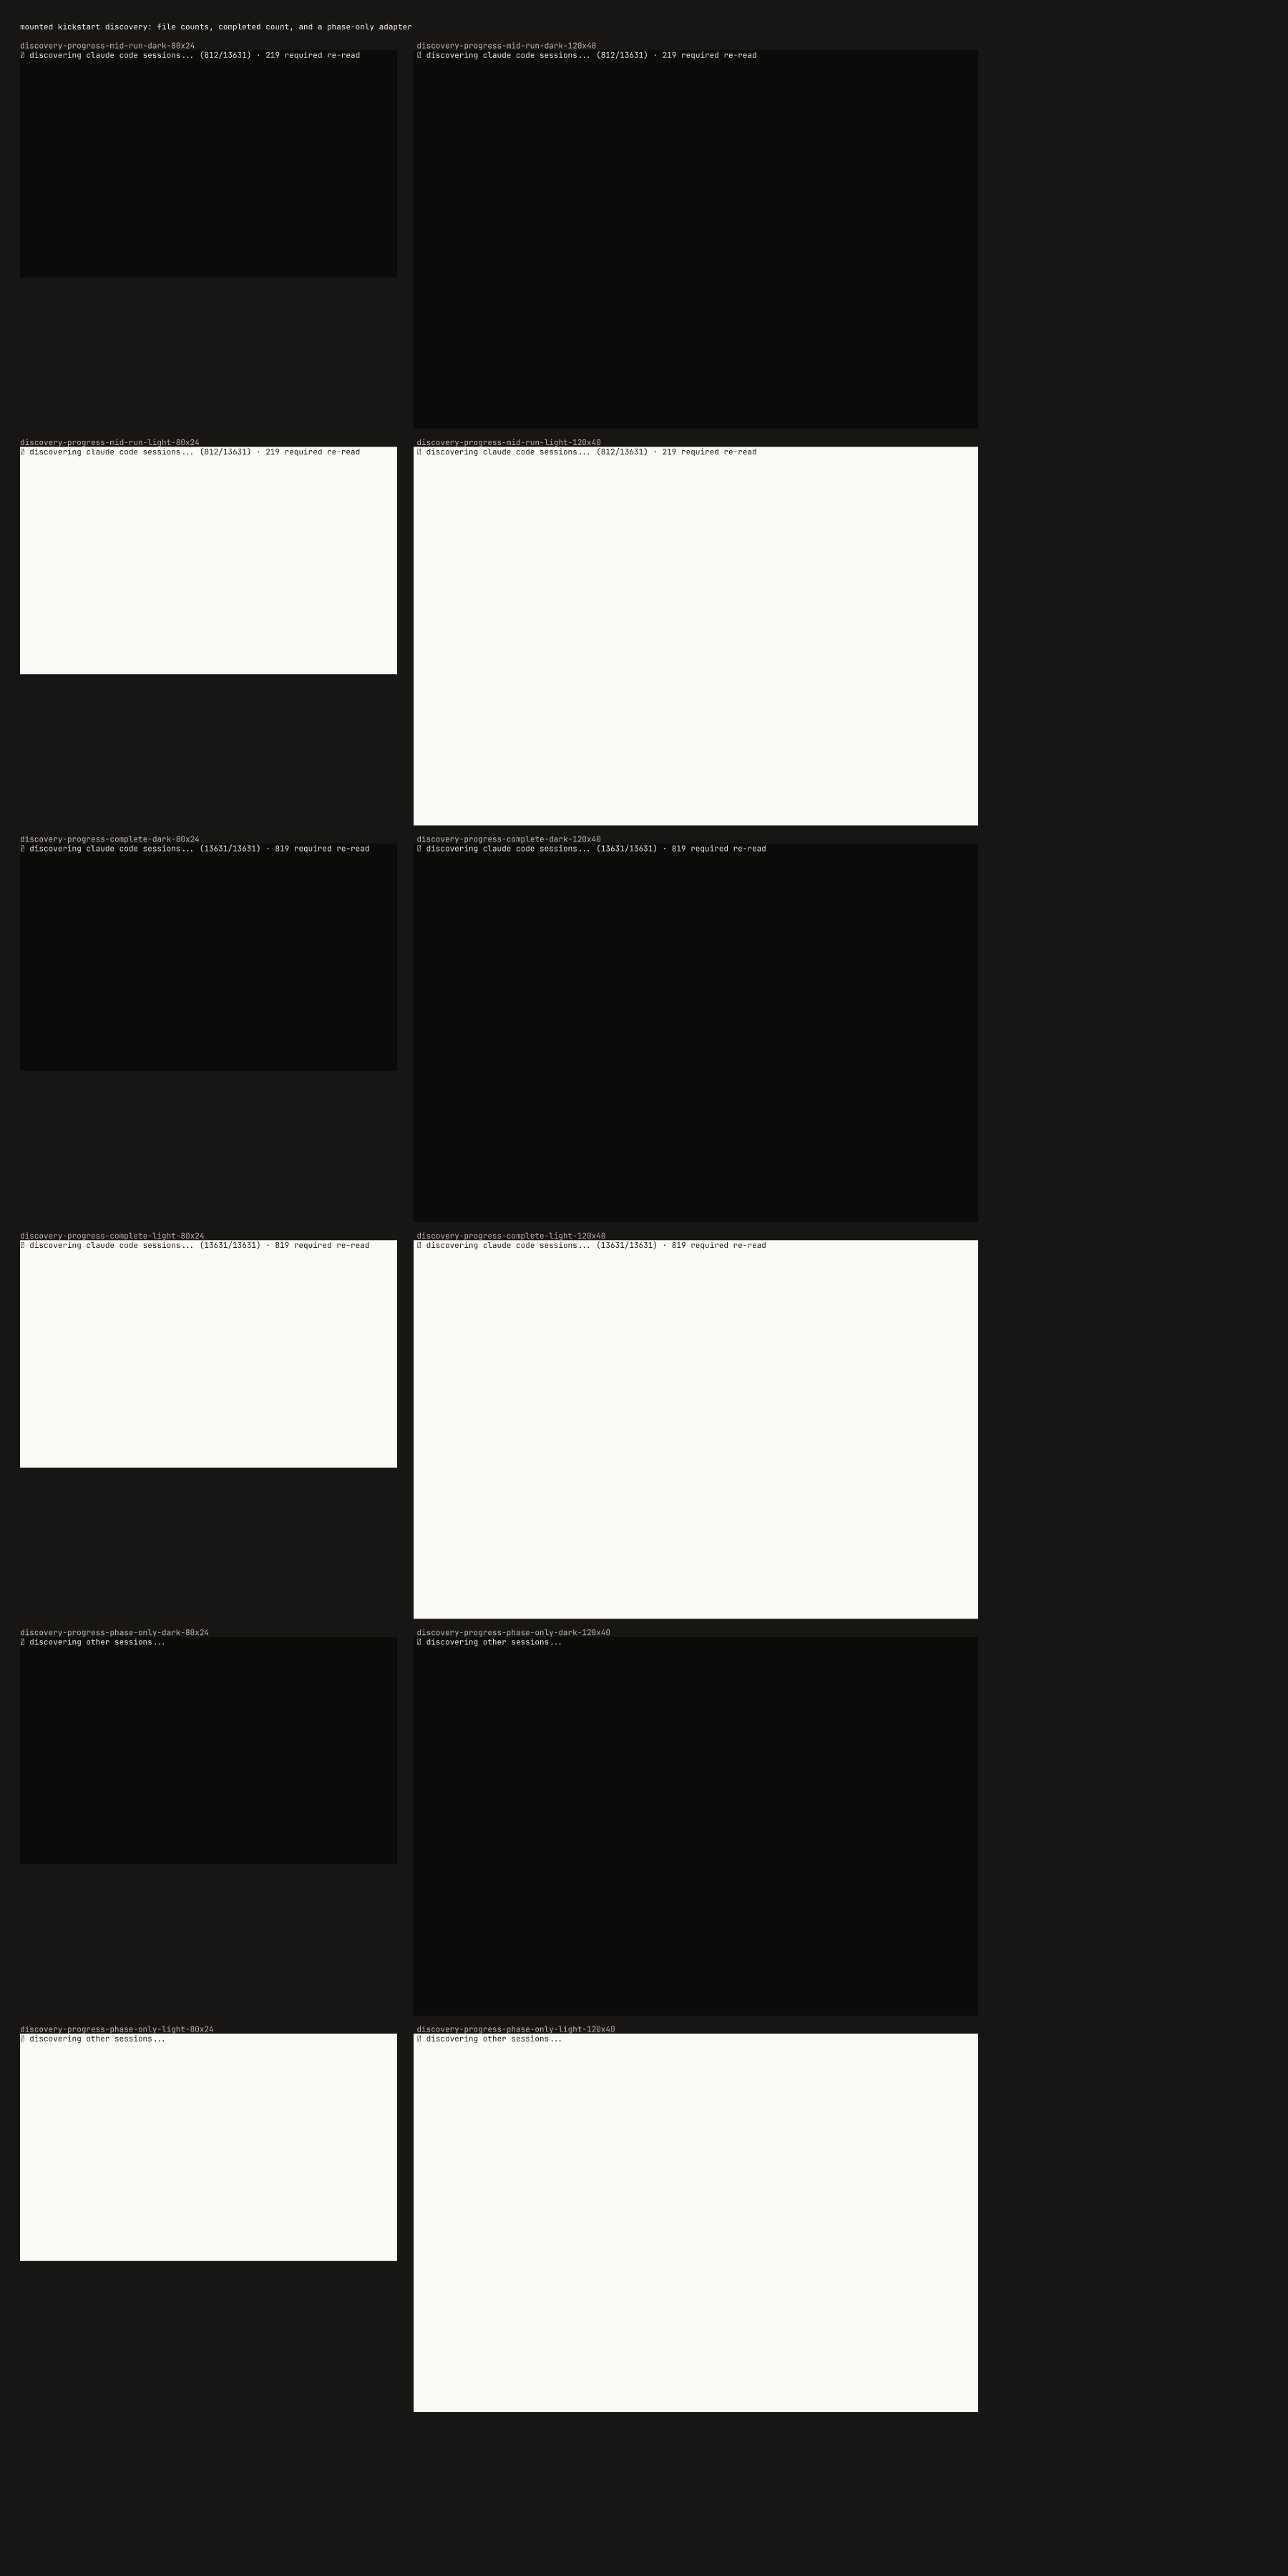 mounted kickstart discovery: file counts, completed count, and a phase-only adapter
discovery-progress-mid-run-dark-80x24
discovering claude code sessions... (812/13631) · 219 required re-read
discovery-progress-mid-run-dark-120x40
discovering claude code sessions... (812/13631) · 219 required re-read
discovery-progress-mid-run-light-80x24
discovering claude code sessions... (812/13631) · 219 required re-read
discovery-progress-mid-run-light-120x40
discovering claude code sessions... (812/13631) · 219 required re-read
discovery-progress-complete-dark-80x24
discovering claude code sessions... (13631/13631) · 819 required re-read
discovery-progress-complete-dark-120x40
discovering claude code sessions... (13631/13631) · 819 required re-read
discovery-progress-complete-light-80x24
discovering claude code sessions... (13631/13631) · 819 required re-read
discovery-progress-complete-light-120x40
discovering claude code sessions... (13631/13631) · 819 required re-read
discovery-progress-phase-only-dark-80x24
discovering other sessions...
discovery-progress-phase-only-dark-120x40
discovering other sessions...
discovery-progress-phase-only-light-80x24
discovering other sessions...
discovery-progress-phase-only-light-120x40
discovering other sessions...